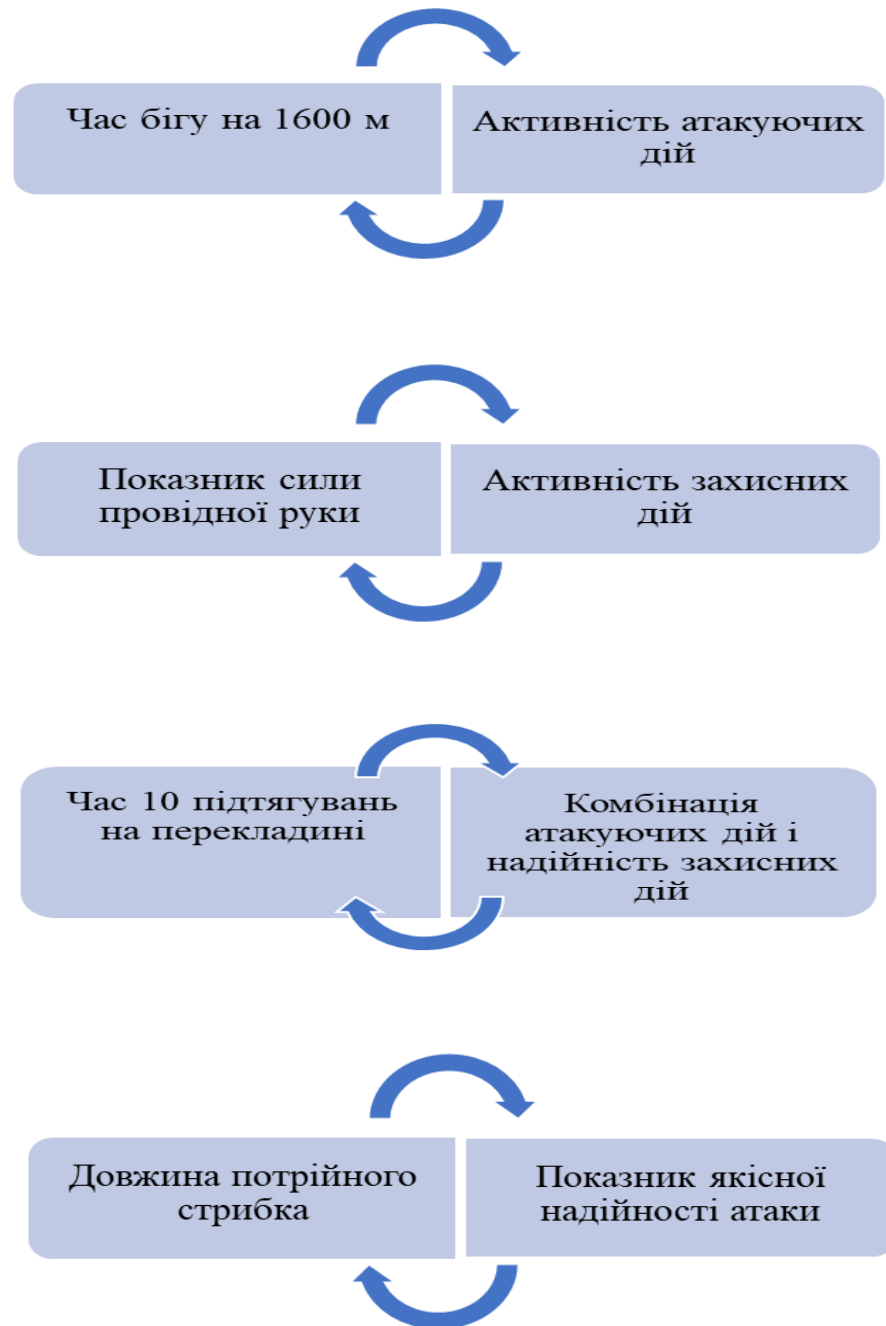 Час бігу на 1600 м
Активність атакуючих
дій
Показник сили
провідної руки
Активність захисних
дій
Час 10 підтягувань
на перекладині
Комбінація
атакуючих дій і
надійність захисних
дій
Довжина потрійного
стрибка
Показник якісної
надійності атаки